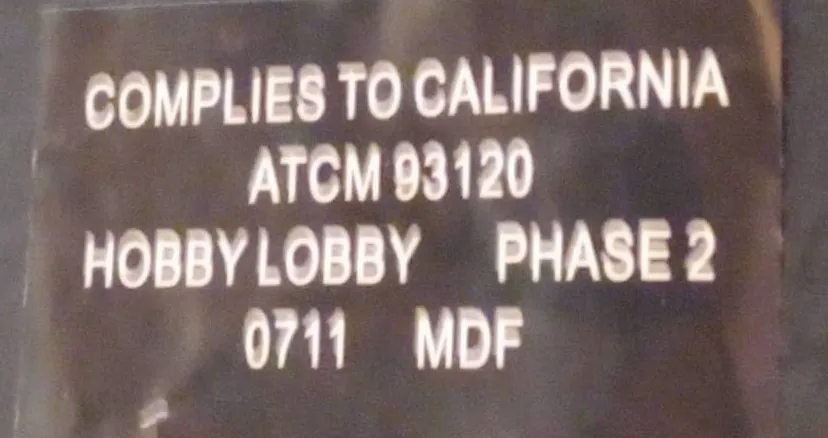 COMPLIES TO CALIFORNIA
ATCM 93120
HOBBY LOBBY PHASE 2
0711 MDF